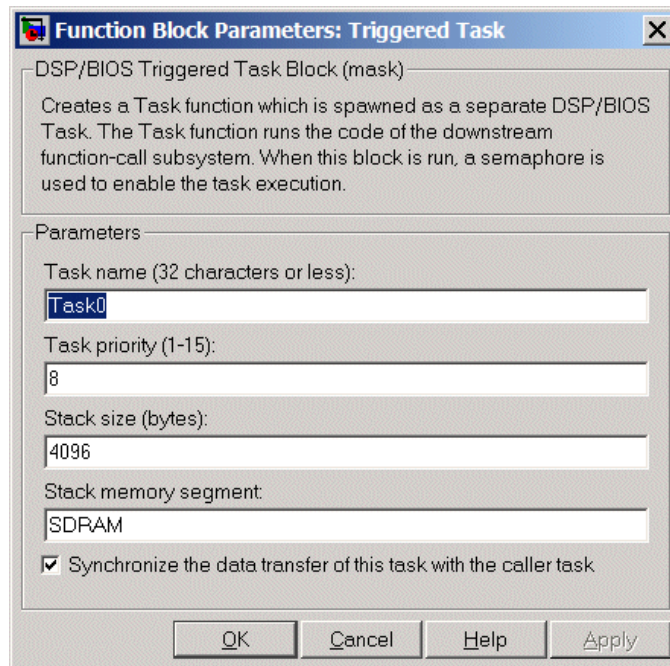 Function Block Parameters: Triggered Task
DSP/BIOS Triggered Task Block (mask)
Creates a Task function which is spawned as a separate DSP/BIOS
Task. The Task function runs the code of the downstream
function-call subsystem. When this block is run, a semaphore is
used to enable the task execution.
Parameters
Task name (32 characters or less):
Task0
Task priority (1-15):
8
Stack size (bytes):
4096
Stack memory segment:
SDRAM
Synchronize the data transfer of this task with the caller task
OK Cancel Help Apply